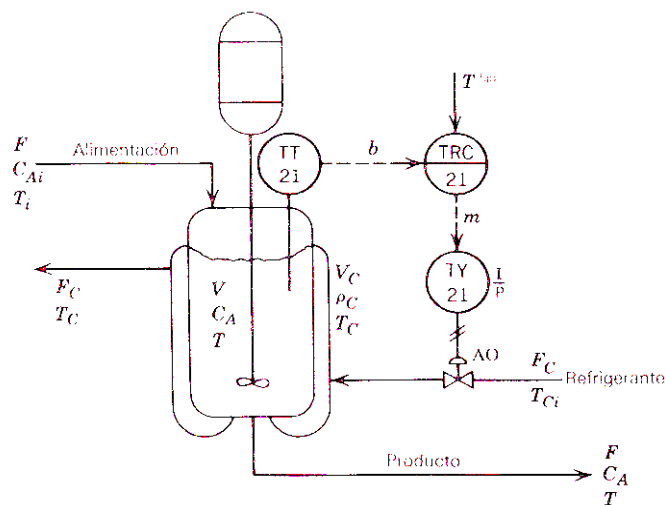 T
F
Alimentación
C_Ai
T_i
TT
21
b
TRC
21
m
F_C
T_C
V
C_A
T
V_C
ρ_C
T_C
TY
21
I/P
AO
F_C
Refrigerante
T_Ci
Producto
F
C_A
T